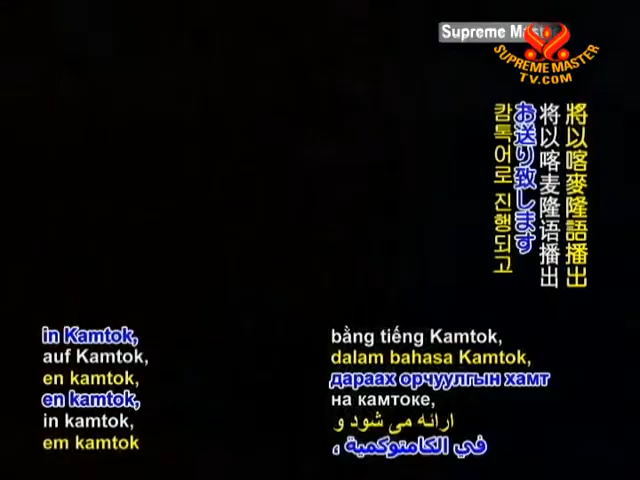 Supreme Mast
SUPREME MASTER
TV.COM
將以喀麥隆語播出
将以喀麦隆语播出
お送り致します
캄톡어로 진행되고
in Kamtok,
auf Kamtok,
en kamtok,
en kamtok,
in kamtok,
em kamtok
bằng tiếng Kamtok,
dalam bahasa Kamtok,
дараах орчуулгын хамт
на камтоке,
ارائه می شود و
في الكامتوكمية ،